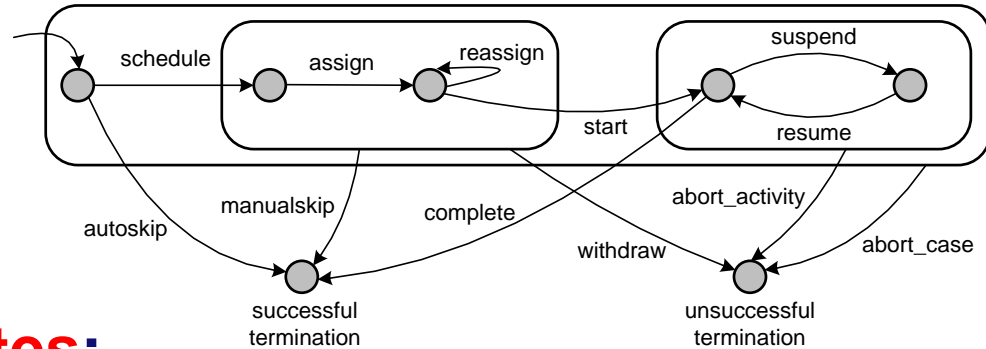 suspend
reassign
schedule
assign
start
resume
manualskip
complete
abort_activity
autoskip
withdraw
abort_case
successful
termination
unsuccessful
termination